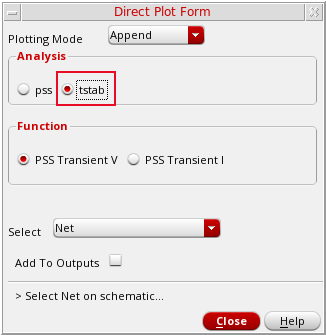 Direct Plot Form
Plotting Mode Append
Analysis
pss tstab
Function
PSS Transient V PSS Transient I
Select Net
Add To Outputs
> Select Net on schematic...
Close Help